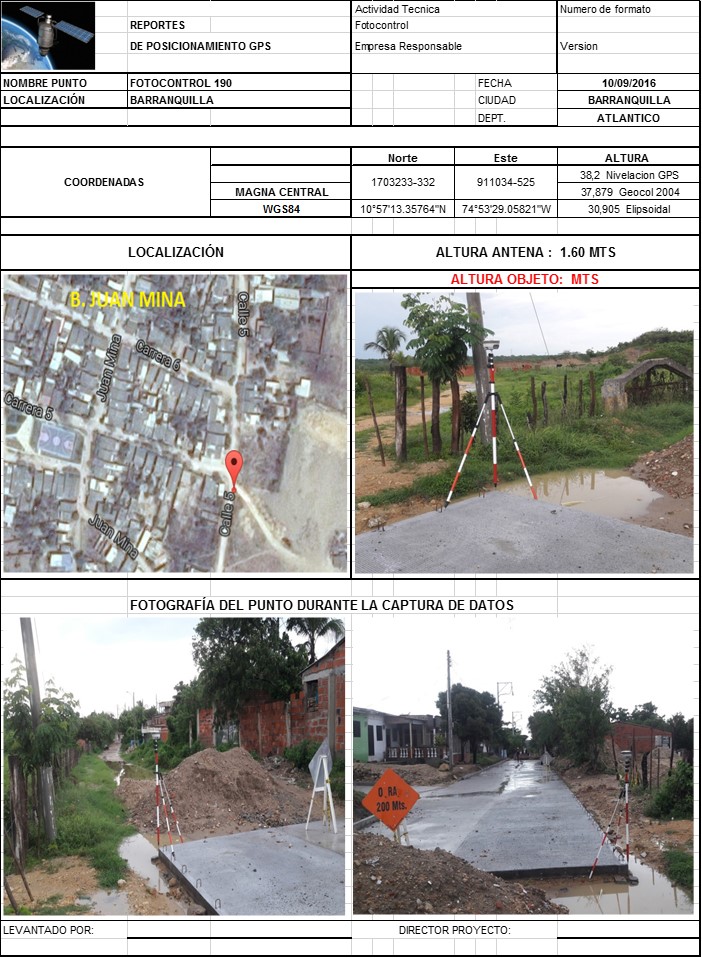 Actividad Tecnica
Numero de formato
REPORTES
Fotocontrol
DE POSICIONAMIENTO GPS
Empresa Responsable
Version
NOMBRE PUNTO
FOTOCONTROL 190
FECHA
10/09/2016
LOCALIZACIÓN
BARRANQUILLA
CIUDAD
BARRANQUILLA
DEPT.
ATLANTICO
COORDENADAS
Norte
Este
ALTURA
1703233-332
911034-525
38,2 Nivelacion GPS
MAGNA CENTRAL
37,879 Geocol 2004
WGS84
10°57'13.35764"N
74°53'29.05821"W
30,905 Elipsoidal
LOCALIZACIÓN
ALTURA ANTENA : 1.60 MTS
ALTURA OBJETO: MTS
B. JUAN MINA
Calle 5
Juan Mina
Carrera 6
Carrera 5
Calle 5
Juan Mina
FOTOGRAFÍA DEL PUNTO DURANTE LA CAPTURA DE DATOS
O RA
200 Mts.
LEVANTADO POR:
DIRECTOR PROYECTO: